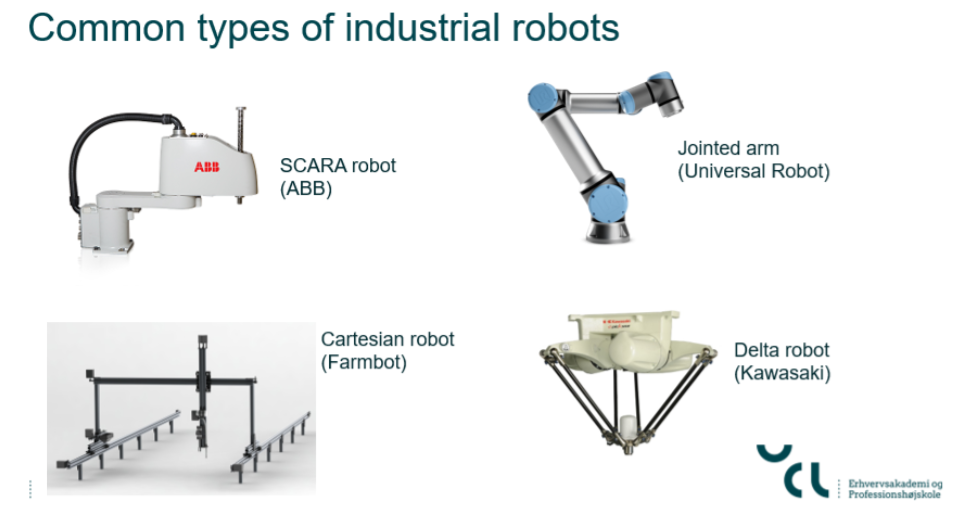 Common types of industrial robots
ABB
SCARA robot
(ABB)
Jointed arm
(Universal Robot)
Cartesian robot
(Farmbot)
Kawasaki
Delta robot
(Kawasaki)
UCL
Erhvervsakademi og
Professionshøjskole